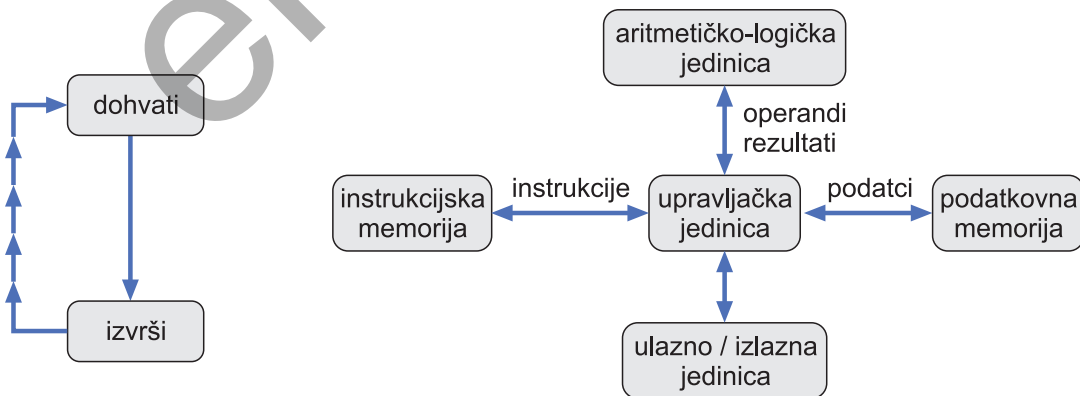 dohvati
izvrši
aritmetičko-logička
jedinica
operandi
rezultati
instrukcijska
memorija
instrukcije
upravljačka
jedinica
podatci
podatkovna
memorija
ulazno / izlazna
jedinica